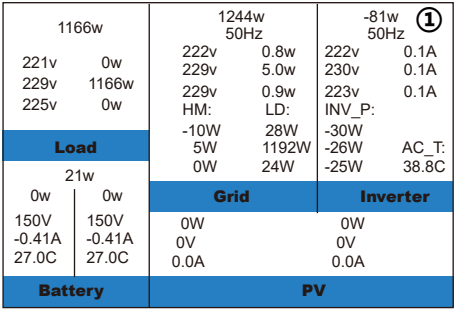 1166w
221v 0w
229v 1166w
225v 0w
Load
1244w
50Hz
222v 0.8w
229v 5.0w
229v 0.9w
HM: LD:
-10W 28W
5W 1192W
0W 24W
Grid
-81w ①
50Hz
222v 0.1A
230v 0.1A
223v 0.1A
INV_P:
-30W
-26W AC_T:
-25W 38.8C
Inverter
21w
0w 0w
150V 150V
-0.41A -0.41A
27.0C 27.0C
Battery
0W 0W
0V 0V
0.0A 0.0A
PV